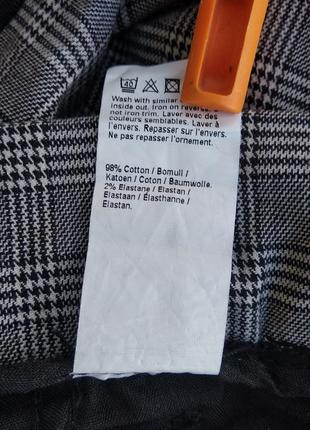 40
Wash with similar
inside out. Iron on reverse.
not iron trim. Laver avec des
couleurs semblables. Laver à
l'envers. Repasser sur l'envers.
Ne pas repasser l'ornement.
98% Cotton / Bomull /
Katoen / Coton / Baumwolle.
2% Elastane / Elastan /
Elastaan / Élasthanne /
Elastan.